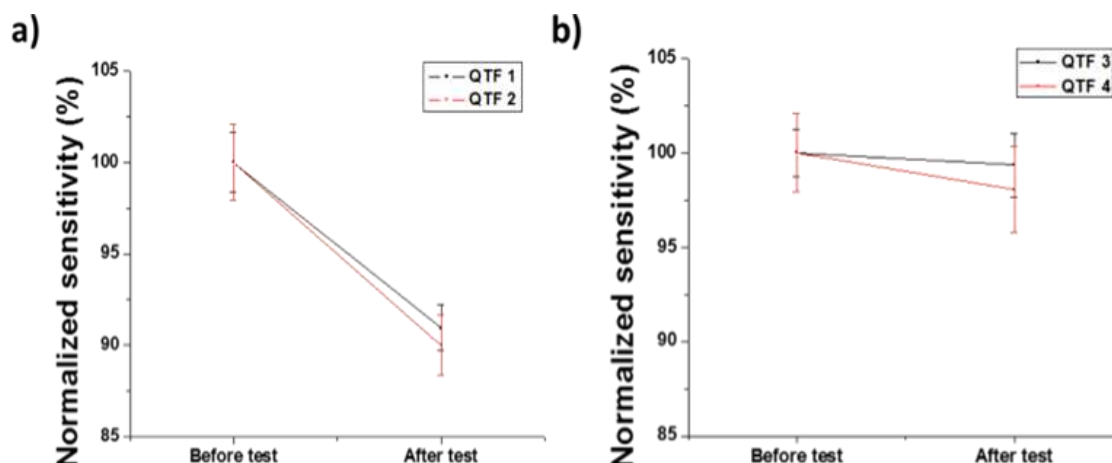 a)
Normalized sensitivity (%)
105
100
95
90
85
QTF 1
QTF 2
Before test
After test
b)
Normalized sensitivity (%)
105
100
95
90
85
QTF 3
QTF 4
Before test
After test